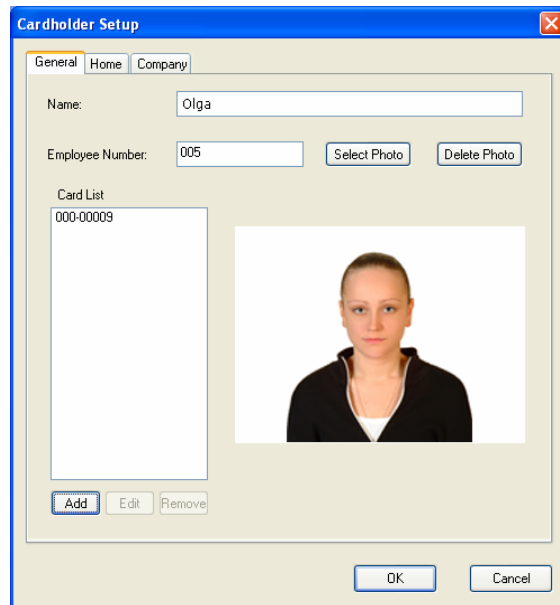 Cardholder Setup
General Home Company
Name: Olga
Employee Number: 005 Select Photo Delete Photo
Card List
000-00009
Add Edit Remove
OK Cancel